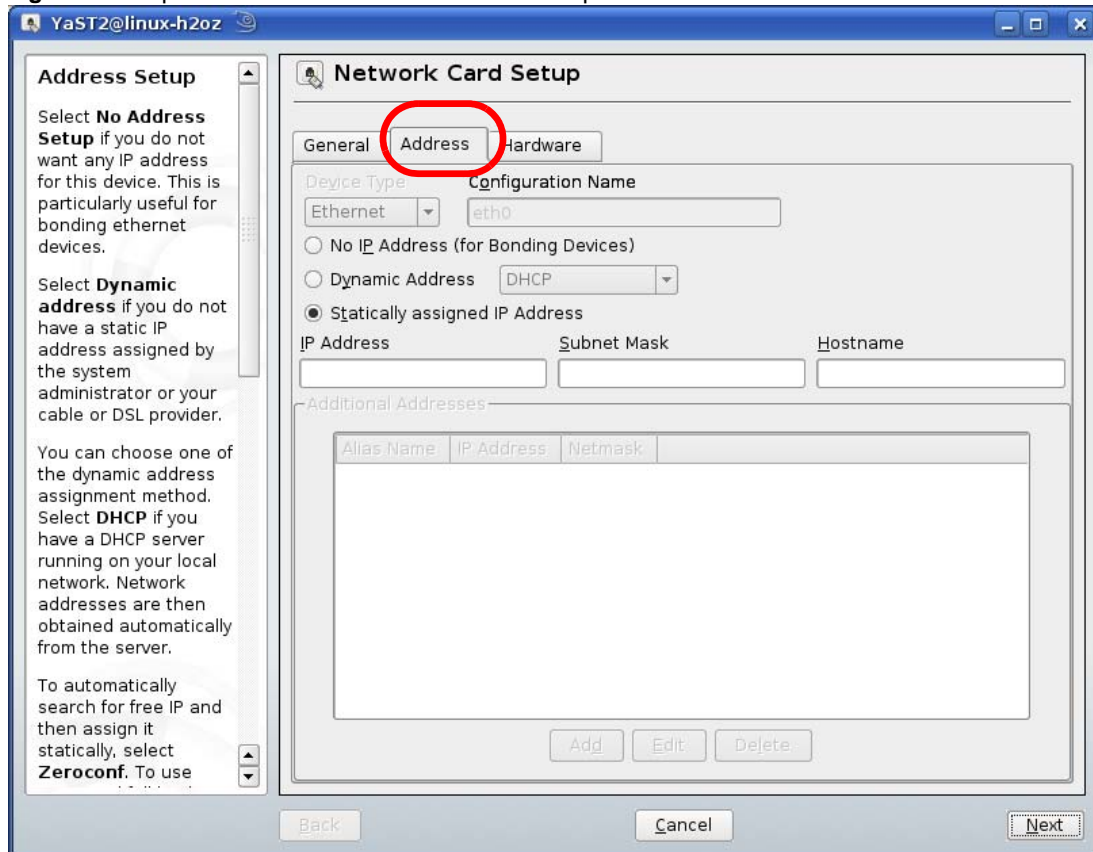 YaST2@linux-h2oz
Address Setup
Select No Address
Setup if you do not
want any IP address
for this device. This is
particularly useful for
bonding ethernet
devices.
Select Dynamic
address if you do not
have a static IP
address assigned by
the system
administrator or your
cable or DSL provider.
You can choose one of
the dynamic address
assignment method.
Select DHCP if you
have a DHCP server
running on your local
network. Network
addresses are then
obtained automatically
from the server.
To automatically
search for free IP and
then assign it
statically, select
Zeroconf. To use
Network Card Setup
General Address Hardware
Device Type Configuration Name
Ethernet eth0
No IP Address (for Bonding Devices)
Dynamic Address DHCP
Statically assigned IP Address
IP Address Subnet Mask Hostname
Additional Addresses
Alias Name IP Address Netmask
Add Edit Delete
Back Cancel Next